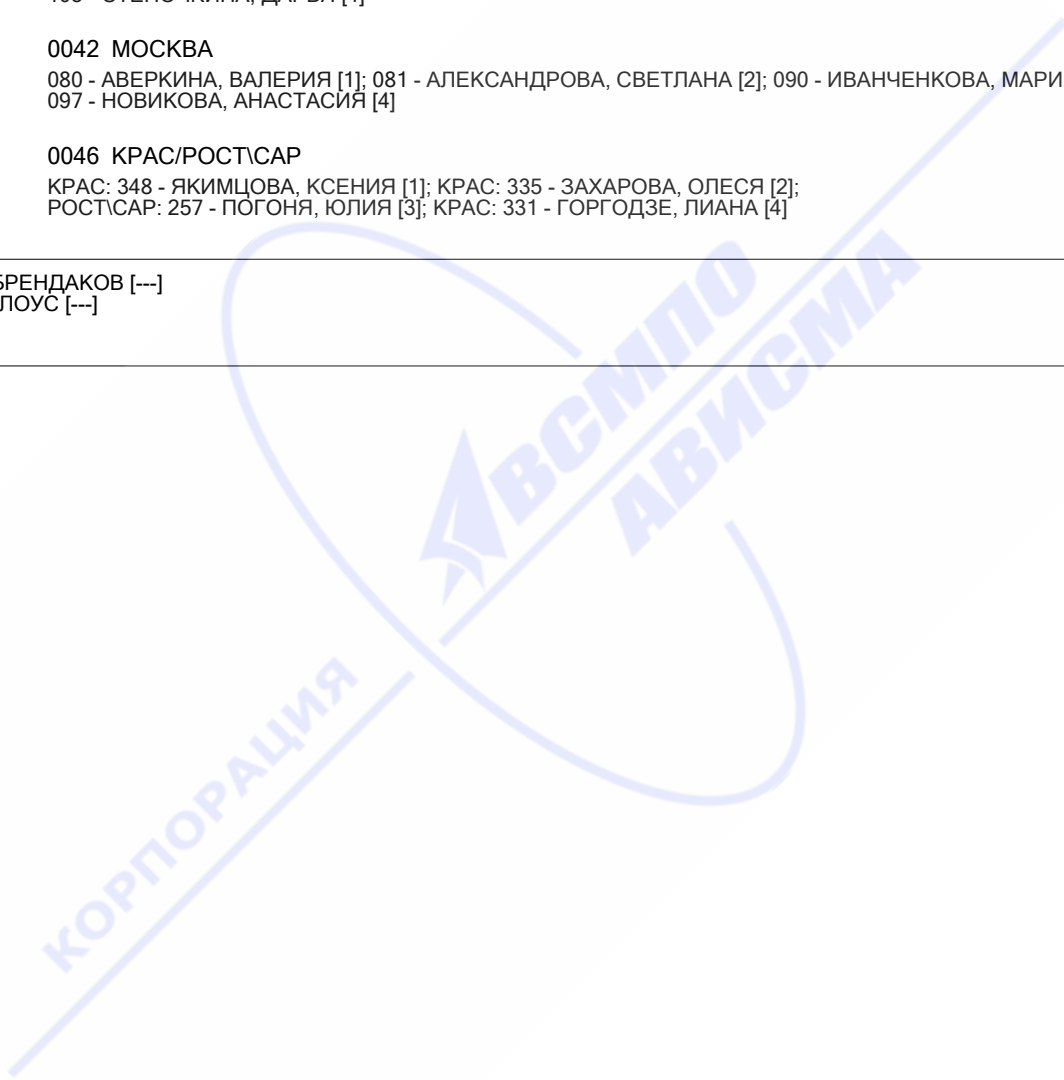 0042 МОСКВА
080 - АВЕРКИНА, ВАЛЕРИЯ [1]; 081 - АЛЕКСАНДРОВА, СВЕТЛАНА [2]; 090 - ИВАНЧЕНКОВА, МАРИ
097 - НОВИКОВА, АНАСТАСИЯ [4]
0046 КРАС/РОСТ\САР
КРАС: 348 - ЯКИМЦОВА, КСЕНИЯ [1]; КРАС: 335 - ЗАХАРОВА, ОЛЕСЯ [2];
РОСТ\САР: 257 - ПОГОНЯ, ЮЛИЯ [3]; КРАС: 331 - ГОРГОДЗЕ, ЛИАНА [4]
БРЕНДАКОВ [---]
ЛОУС [---]
ВСМПО
АВИСМА
КОРПОРАЦИЯ